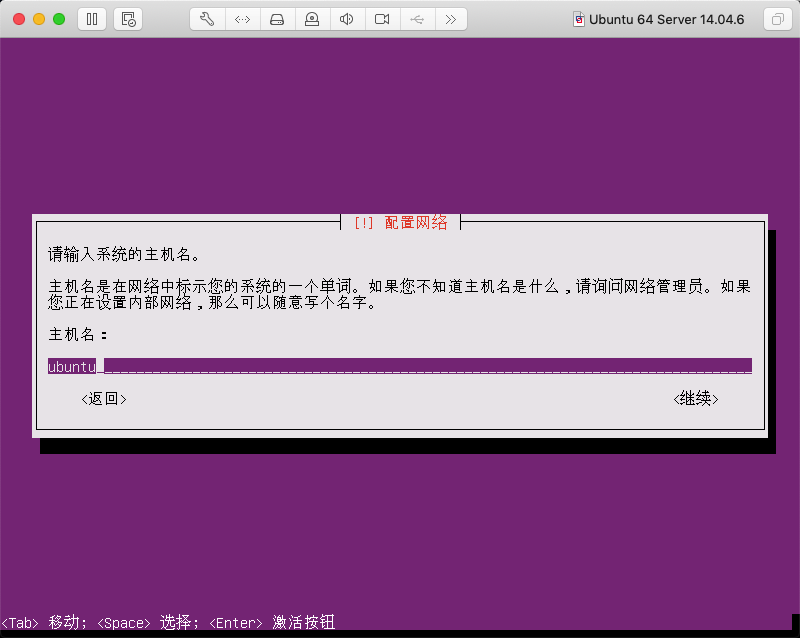 Ubuntu 64 Server 14.04.6
[!] 配置网络
请输入系统的主机名。
主机名是在网络中标示您的系统的一个单词。如果您不知道主机名是什么，请询问网络管理员。如果
您正在设置内部网络，那么可以随意写个名字。
主机名：
ubuntu
<返回> <继续>
<Tab> 移动; <Space> 选择; <Enter> 激活按钮